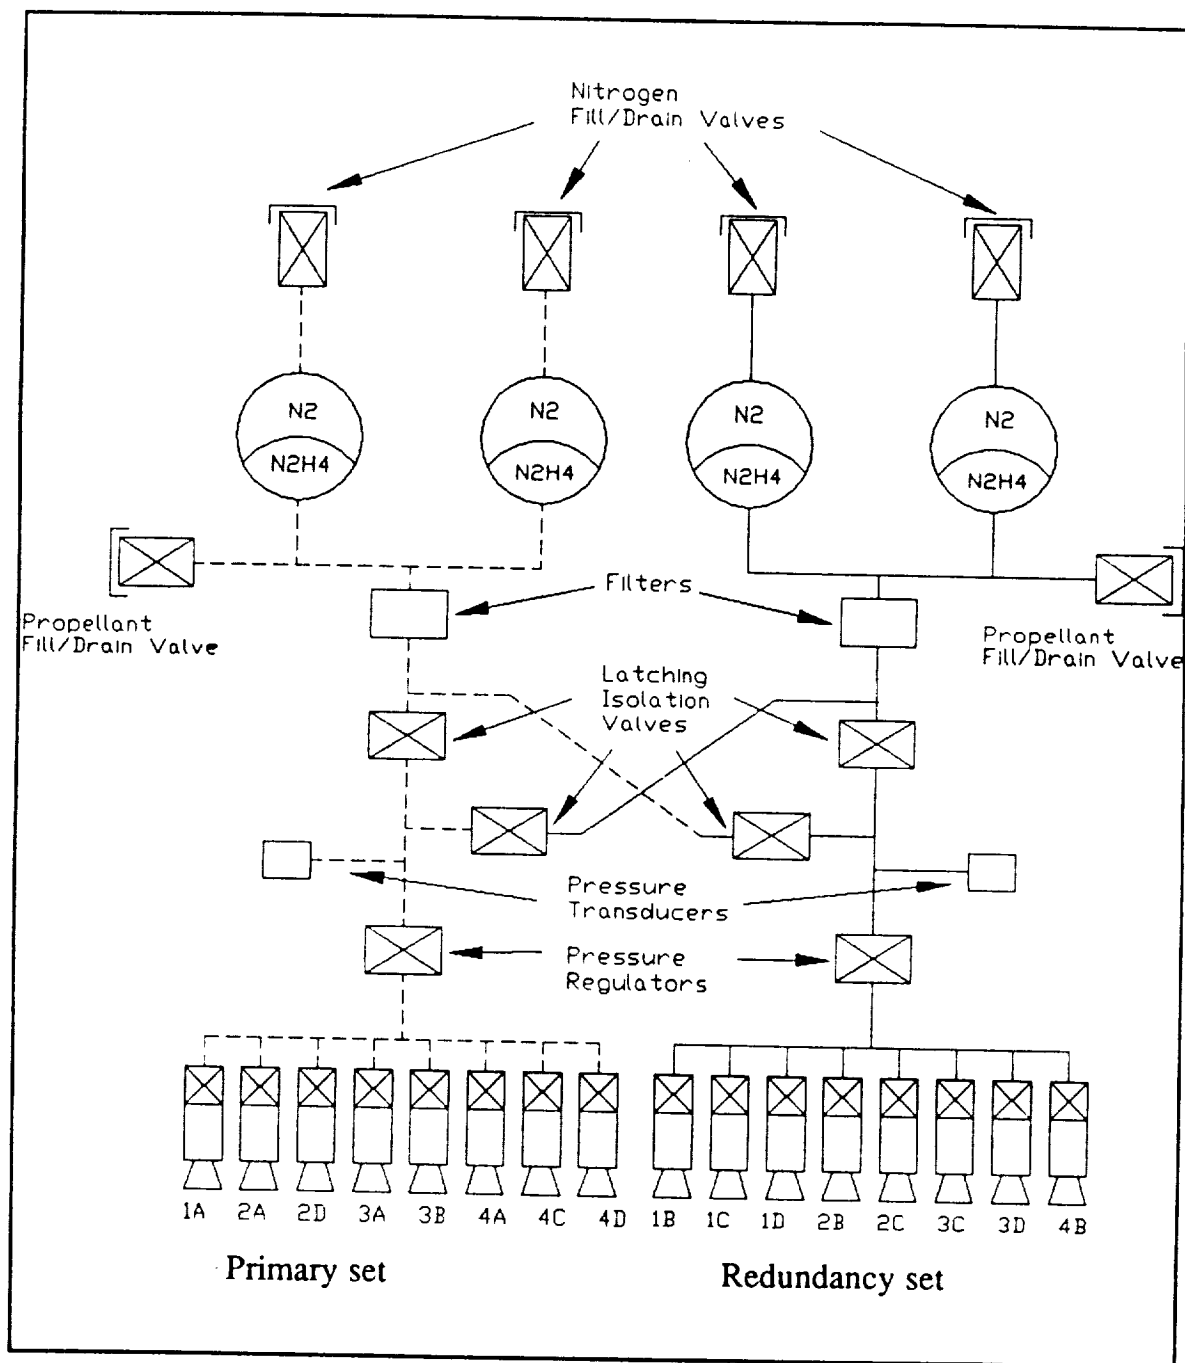 Nitrogen
Fill/Drain Valves
N2
N2
N2
N2
N2H4
N2H4
N2H4
N2H4
Filters
Propellant
Fill/Drain Valve
Propellant
Fill/Drain Valve
Latching
Isolation
Valves
Pressure
Transducers
Pressure
Regulators
1A 2A 2D 3A 3B 4A 4C 4D 1B 1C 1D 2B 2C 3C 3D 4B
Primary set
Redundancy set